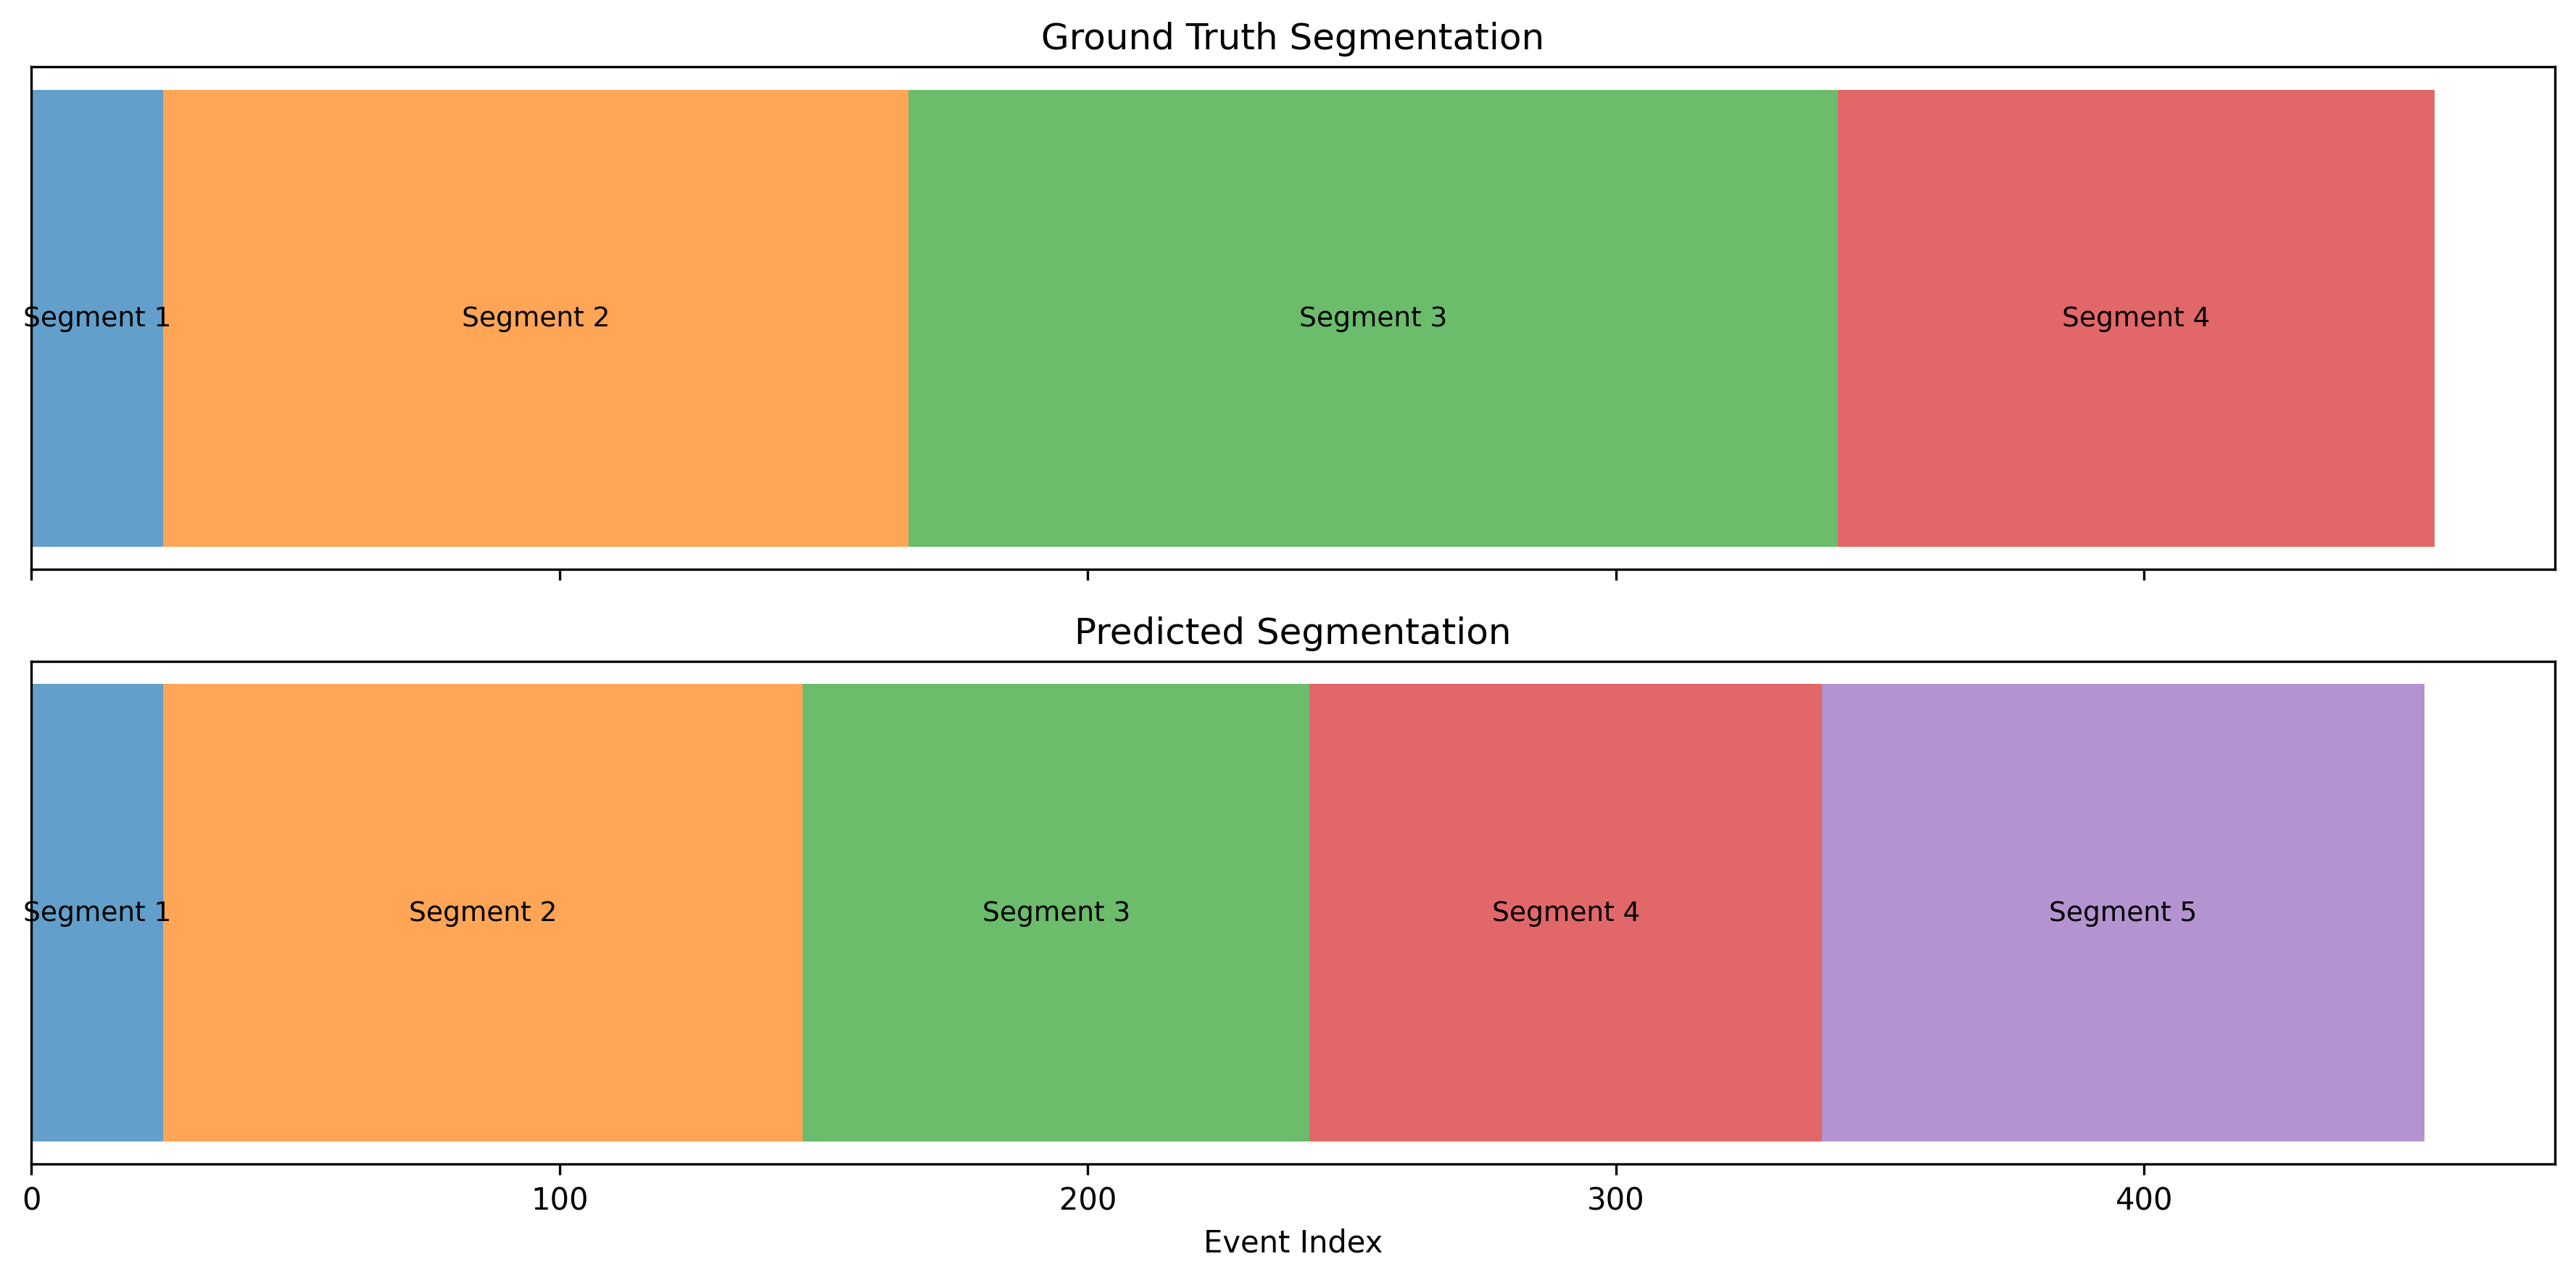 Ground Truth Segmentation
Segment 1 Segment 2 Segment 3 Segment 4
Predicted Segmentation
Segment 1 Segment 2 Segment 3 Segment 4 Segment 5
0 100 200 300 400
Event Index